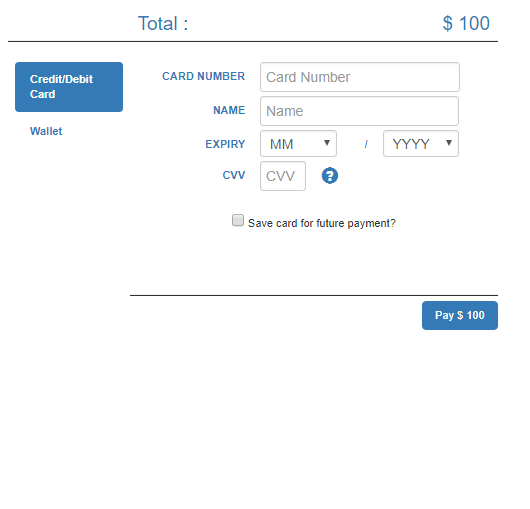 Total : $ 100
Credit/Debit
Card
Wallet
CARD NUMBER Card Number
NAME Name
EXPIRY MM / YYYY
CVV CVV ?
Save card for future payment?
Pay $ 100